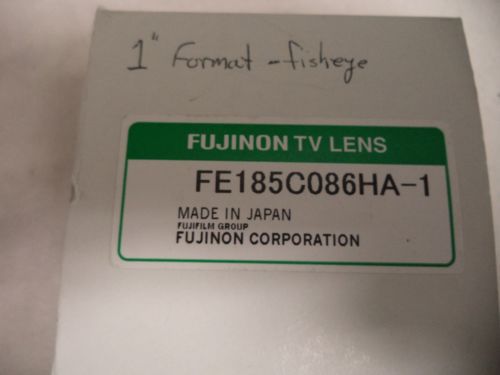 1" Format - fisheye
FUJINON TV LENS
FE185C086HA-1
MADE IN JAPAN
FUJIFILM GROUP
FUJINON CORPORATION